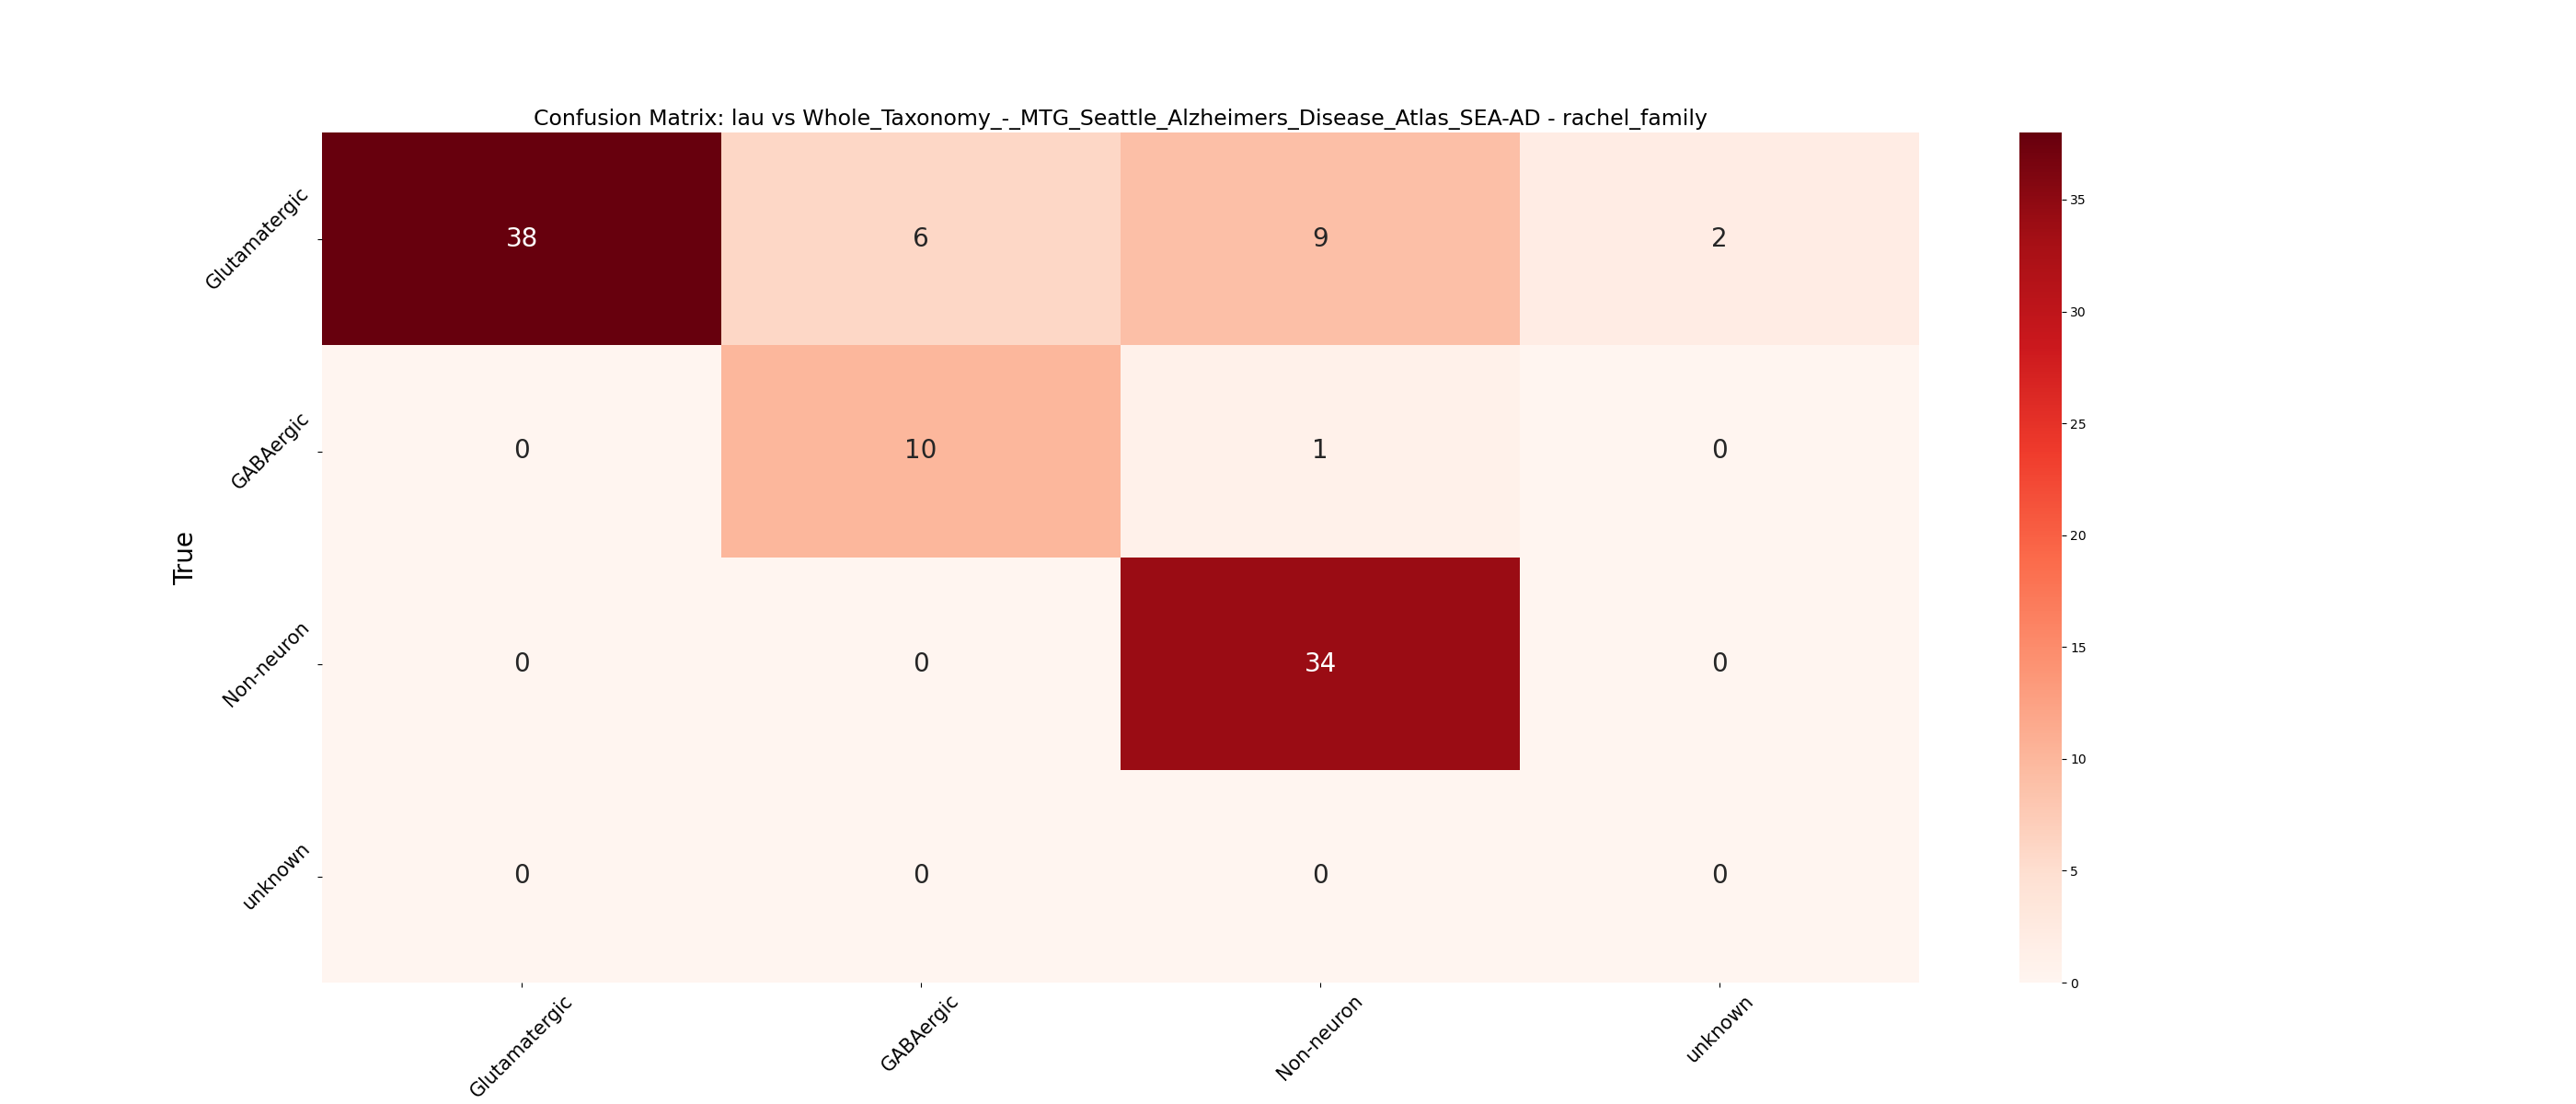 Confusion Matrix: lau vs Whole_Taxonomy_-_MTG_Seattle_Alzheimers_Disease_Atlas_SEA-AD - rachel_family
True
Glutamatergic
38
6
9
2
GABAergic
0
10
1
0
Non-neuron
0
0
34
0
unknown
0
0
0
0
Glutamatergic
GABAergic
Non-neuron
unknown
35
30
25
20
15
10
5
0